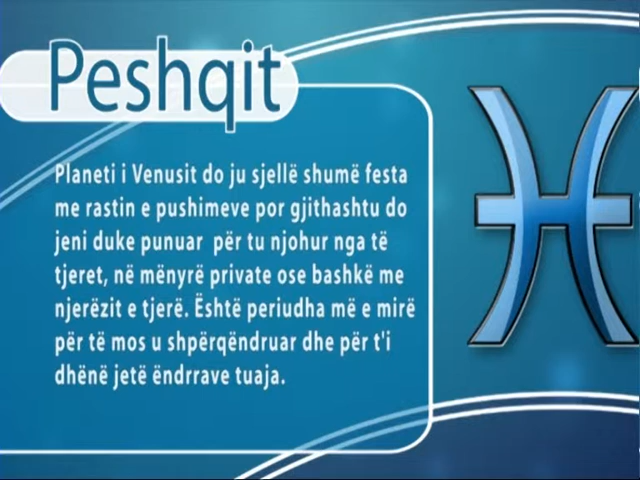 Peshqit
Planeti i Venusit do ju sjellë shumë festa
me rastin e pushimeve por gjithashtu do
jeni duke punuar për tu njohur nga të
tjeret, në mënyrë private ose bashkë me
njerëzit e tjerë. Është periudha më e mirë
për të mos u shpërqëndruar dhe për t'i
dhënë jetë ëndrrave tuaja.